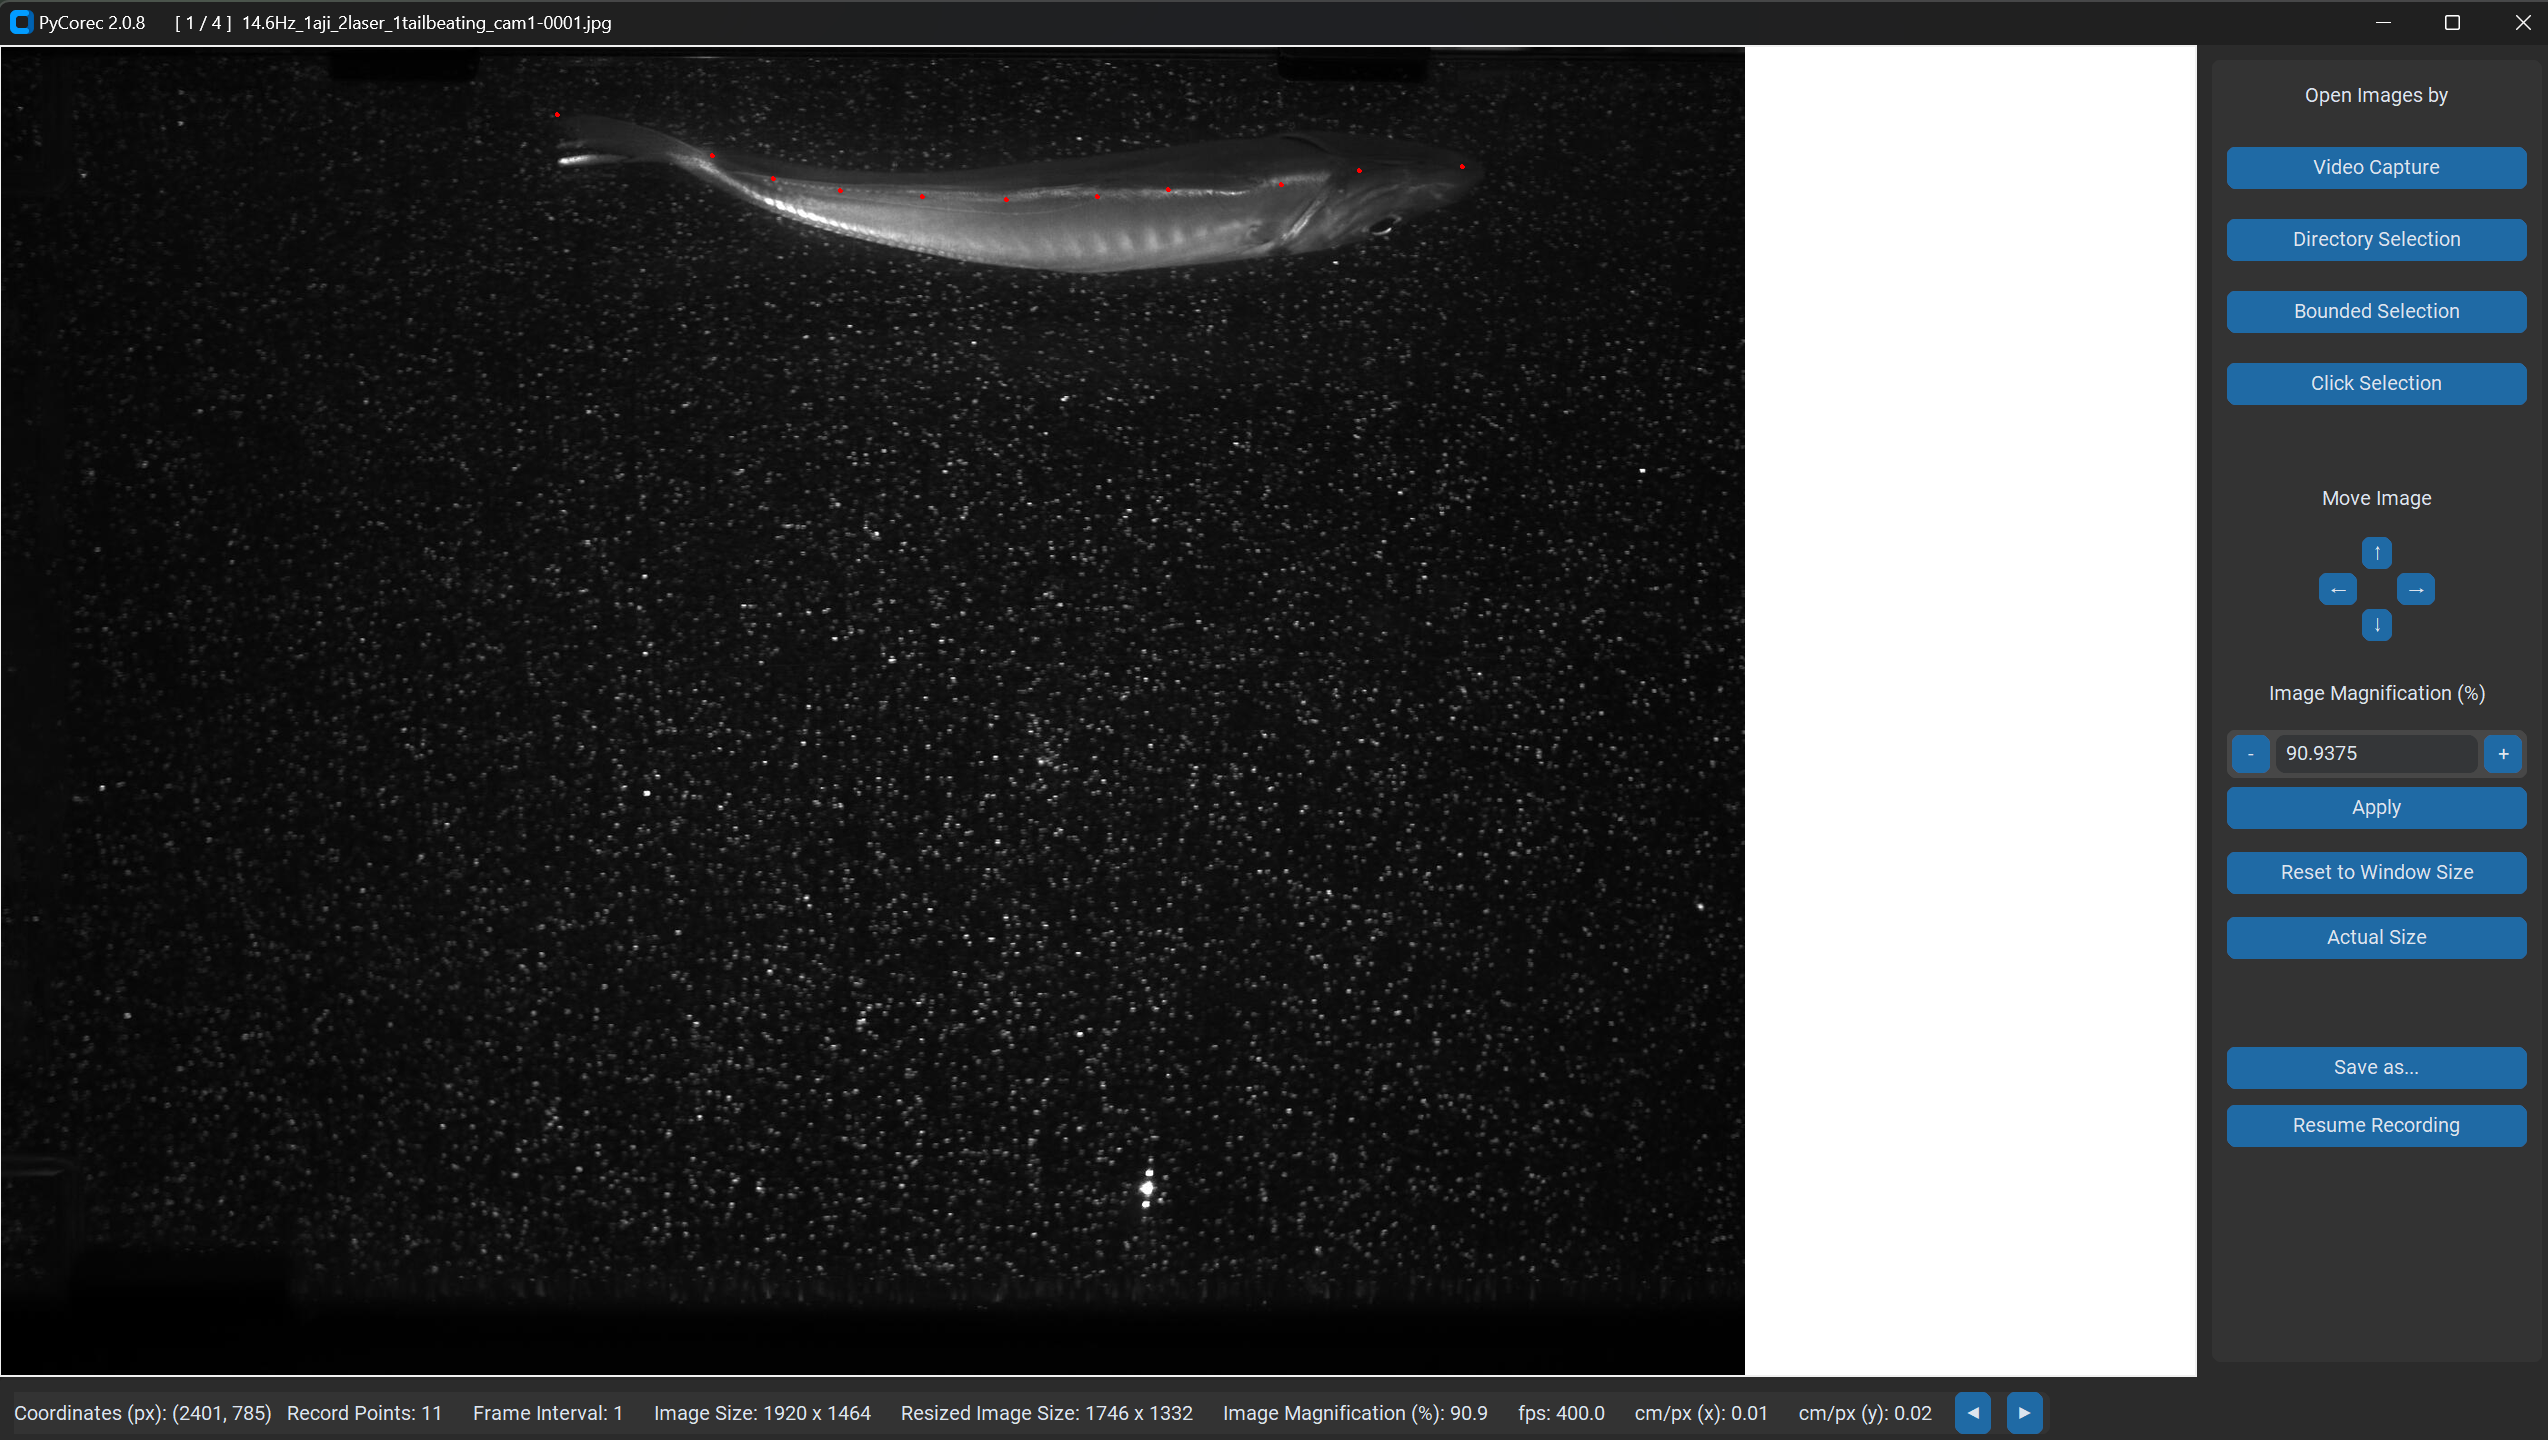 PyCorec 2.0.8 [ 1 / 4 ] 14.6Hz_1aji_2laser_1tailbeating_cam1-0001.jpg
Open Images by
Video Capture
Directory Selection
Bounded Selection
Click Selection
Move Image
↑
← →
↓
Image Magnification (%)
- 90.9375 +
Apply
Reset to Window Size
Actual Size
Save as...
Resume Recording
Coordinates (px): (2401, 785) Record Points: 11 Frame Interval: 1 Image Size: 1920 x 1464 Resized Image Size: 1746 x 1332 Image Magnification (%): 90.9 fps: 400.0 cm/px (x): 0.01 cm/px (y): 0.02 ◀ ▶